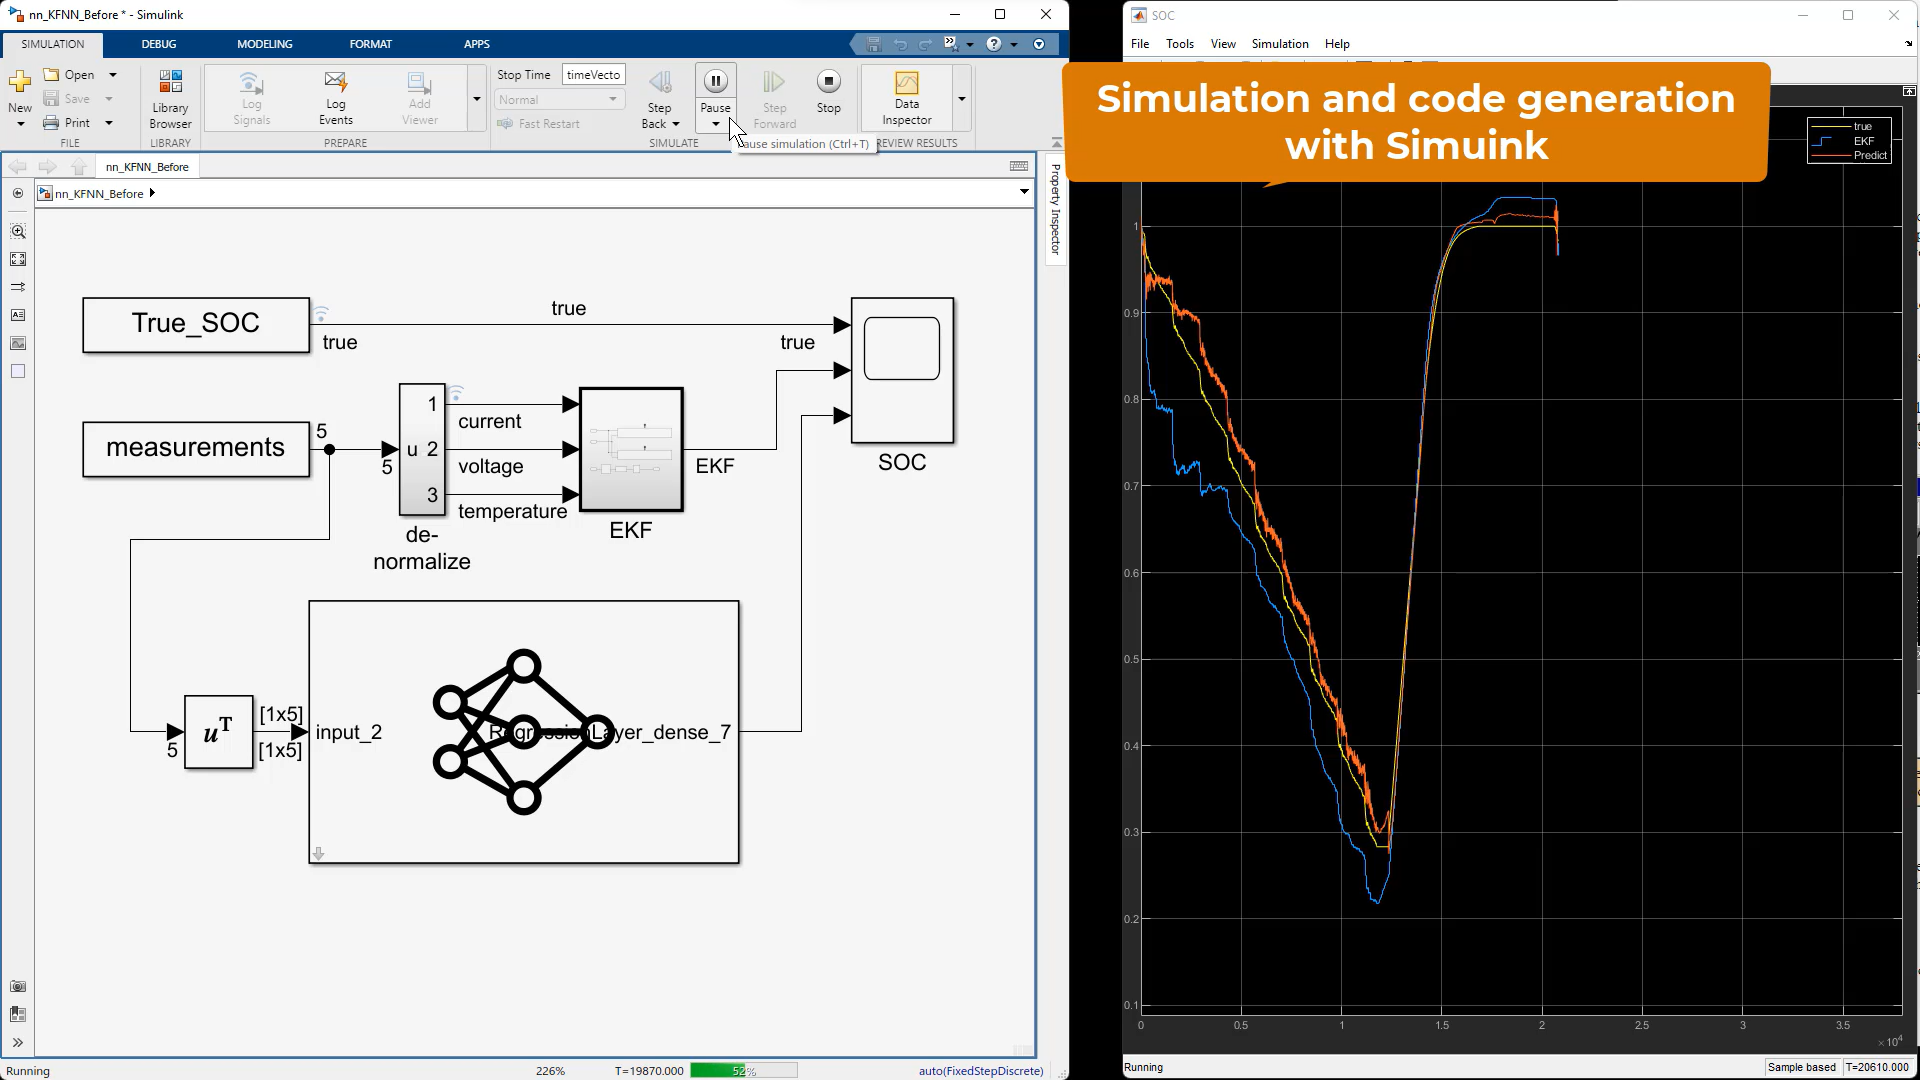 nn_KFNN_Before * - Simulink
SIMULATION
DEBUG
MODELING
FORMAT
APPS
New
Open
Save
Print
FILE
Library
Browser
LIBRARY
Log
Signals
Log
Events
Add
Viewer
PREPARE
Stop Time
timeVecto
Normal
Fast Restart
Step
Back
Pause
Step
Forward
Stop
SIMULATE
Data
Inspector
REVIEW RESULTS
ause simulation (Ctrl+T)
nn_KFNN_Before
nn_KFNN_Before
Property Inspector
True_SOC
true
true
true
measurements
5
5
1
u 2
3
de-
normalize
current
voltage
temperature
EKF
EKF
SOC
5
uT
[1x5]
[1x5]
input_2
RegressionLayer_dense_7
Running
226%
T=19870.000
52%
auto(FixedStepDiscrete)
SOC
File
Tools
View
Simulation
Help
Simulation and code generation
with Simuink
true
EKF
Predict
1
0.9
0.8
0.7
0.6
0.5
0.4
0.3
0.2
0.1
0
0.5
1
1.5
2
2.5
3
3.5
×10^4
Running
Sample based
T=20610.000